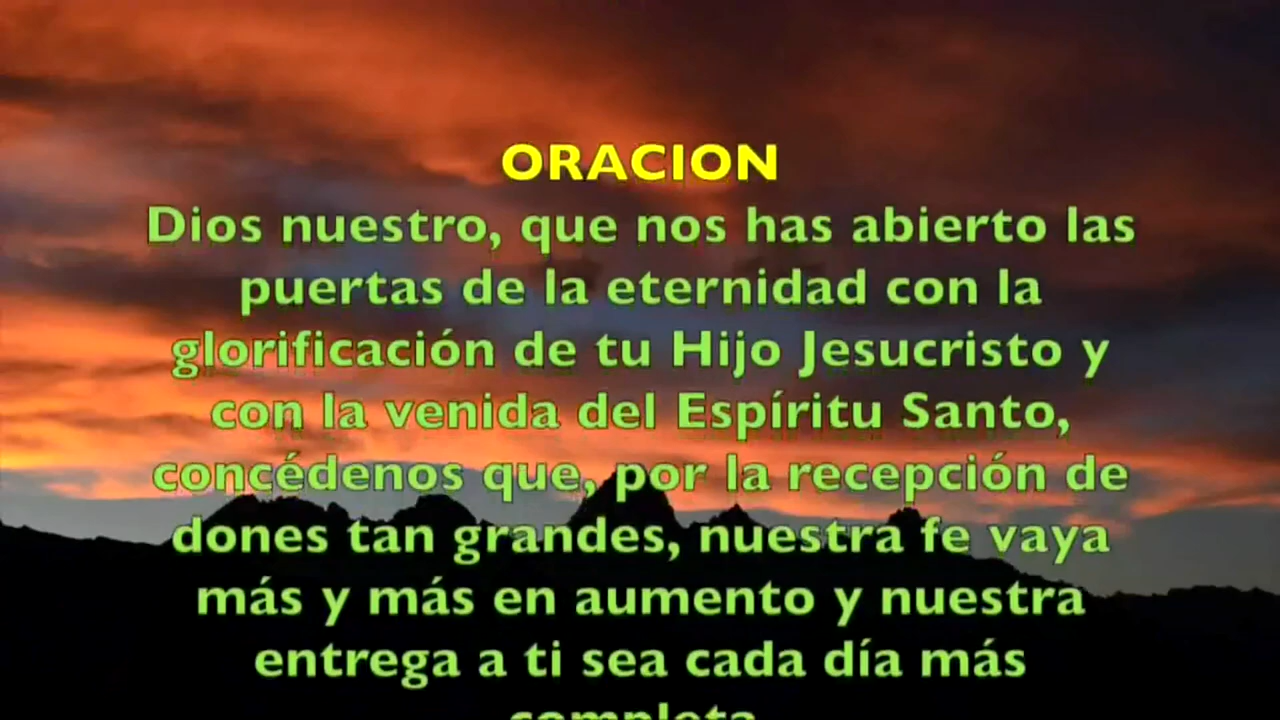 ORACION
Dios nuestro, que nos has abierto las
puertas de la eternidad con la
glorificación de tu Hijo Jesucristo y
con la venida del Espíritu Santo,
concédenos que, por la recepción de
dones tan grandes, nuestra fe vaya
más y más en aumento y nuestra
entrega a ti sea cada día más
completa